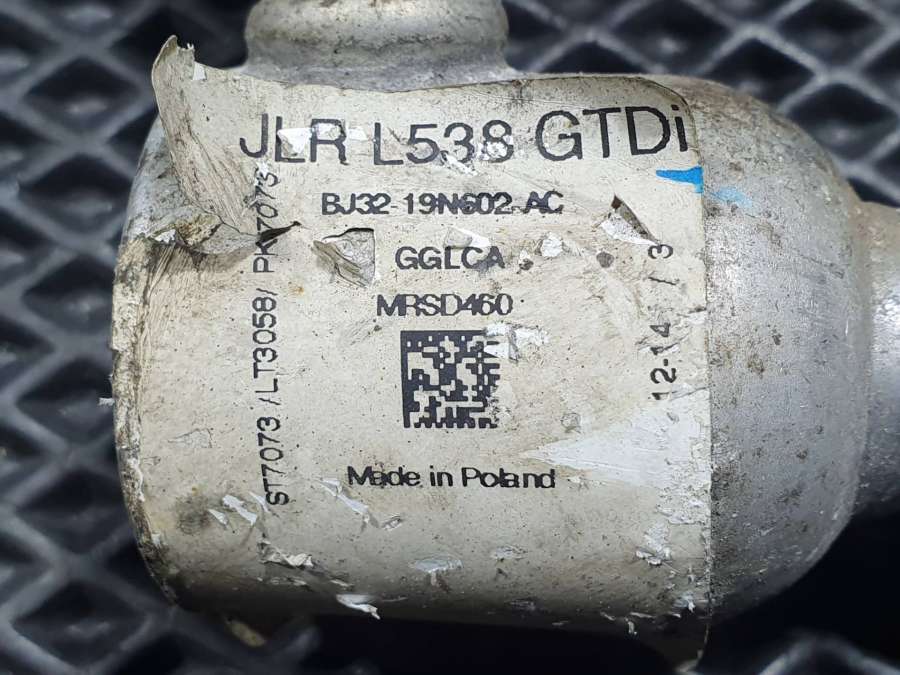 JLR L538 GTDi
BJ32-19N602-AC
GGLCA
MRSD460
Made in Poland
ST7073 /LT3058/ PK7073
12-14 / 3